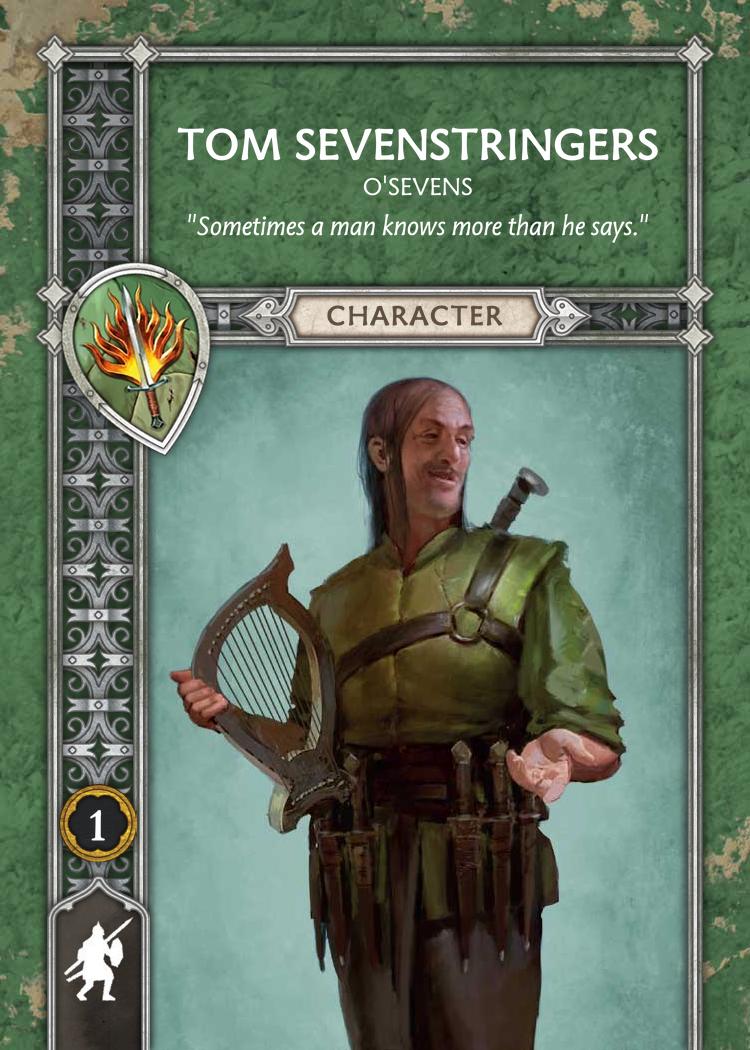 TOM SEVENSTRINGERS
O'SEVENS
"Sometimes a man knows more than he says."
CHARACTER
1